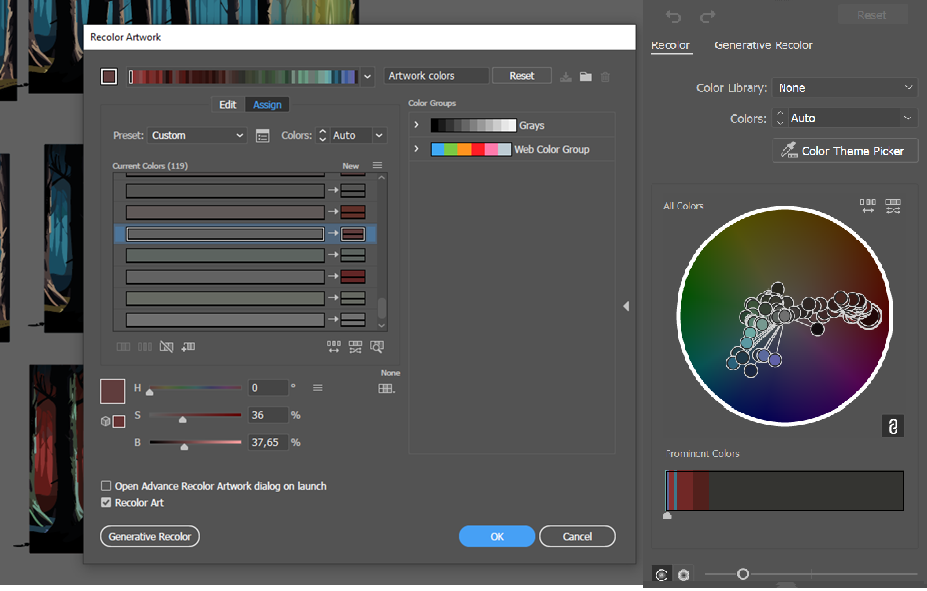 Recolor Artwork
Artwork colors
Reset
Edit
Assign
Color Groups
Preset:
Custom
Colors:
Auto
Grays
Web Color Group
Current Colors (119)
New
None
H
0
°
S
36
%
B
37,65
%
Open Advance Recolor Artwork dialog on launch
Recolor Art
Generative Recolor
OK
Cancel
Reset
Recolor
Generative Recolor
Color Library:
None
Colors:
Auto
Color Theme Picker
All Colors
Prominent Colors